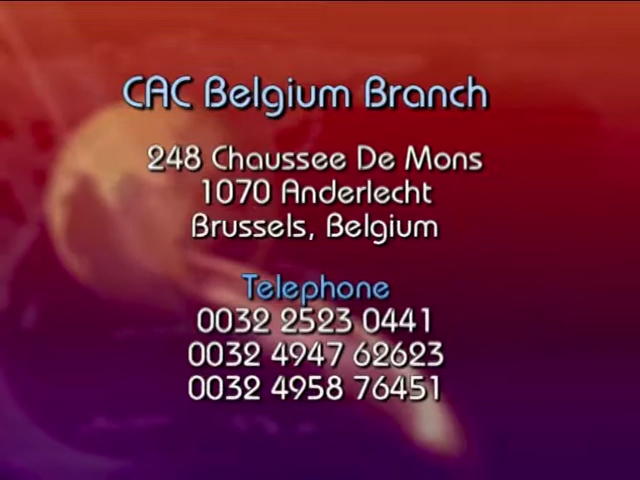 CAC Belgium Branch
248 Chaussee De Mons
1070 Anderlecht
Brussels, Belgium
Telephone
0032 2523 0441
0032 4947 62623
0032 4958 76451